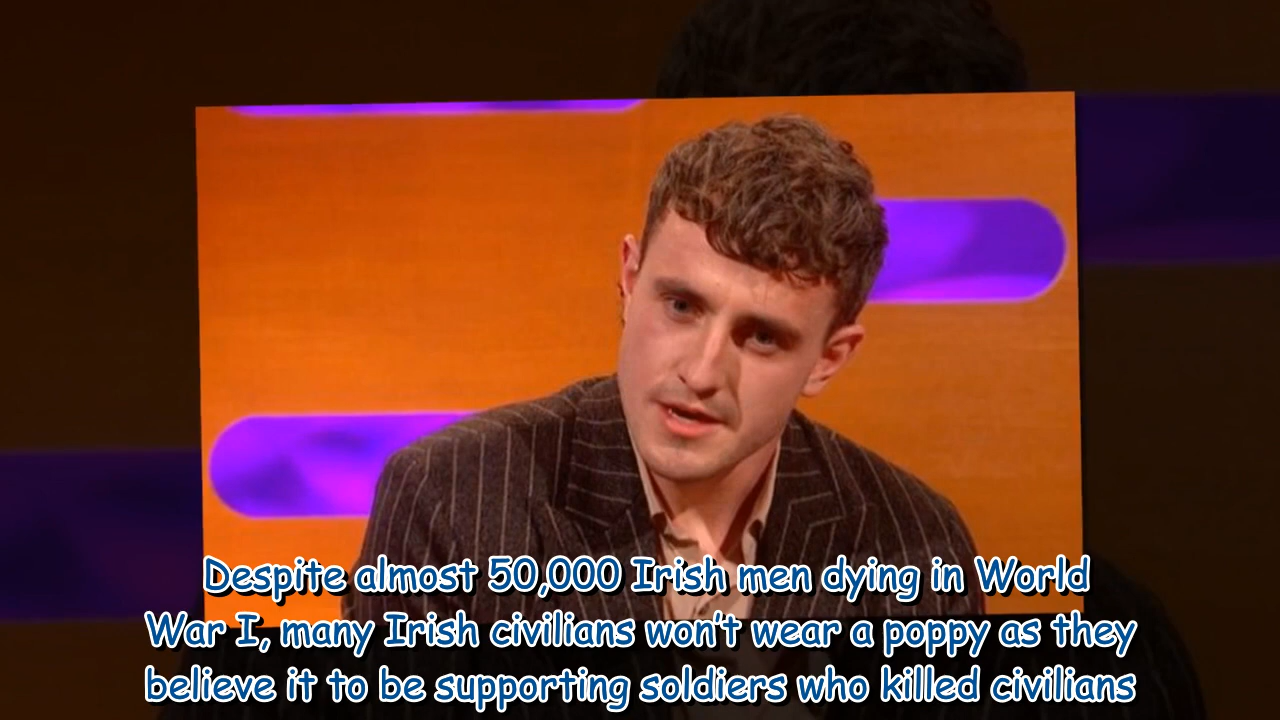 Despite almost 50,000 Irish men dying in World
War I, many Irish civilians won't wear a poppy as they
believe it to be supporting soldiers who killed civilians